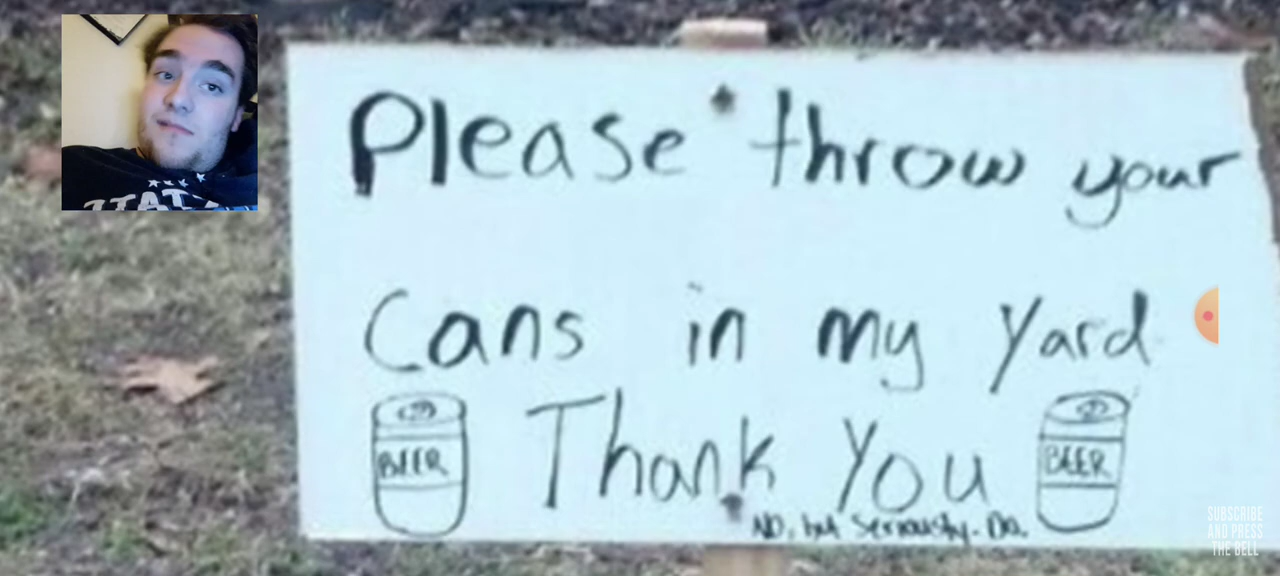 Please throw your
Cans in my Yard
BEER Thank You BEER
No, but seriously. Do.
SUBSCRIBE
AND PRESS
THE BELL